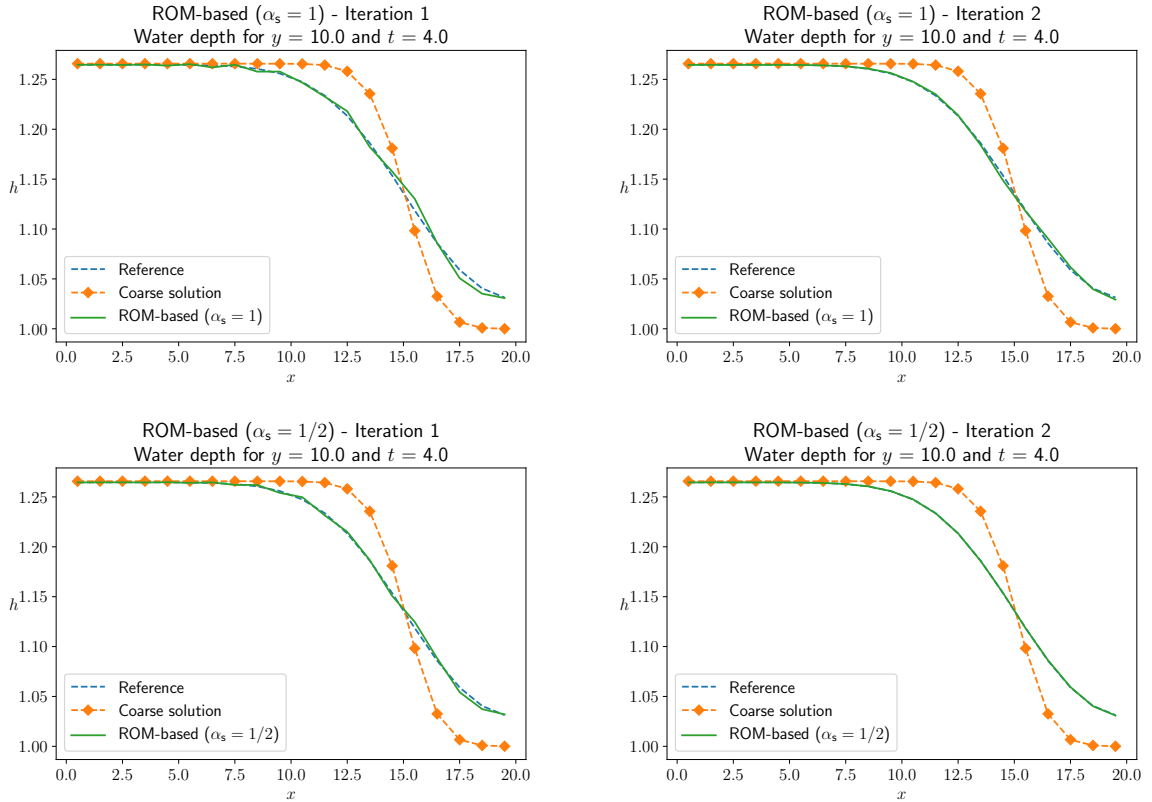 ROM-based (αs = 1) - Iteration 1
Water depth for y = 10.0 and t = 4.0
1.25
1.20
1.15
1.10
1.05
1.00
h
Reference
Coarse solution
ROM-based (αs = 1)
0.0 2.5 5.0 7.5 10.0 12.5 15.0 17.5 20.0
x
ROM-based (αs = 1) - Iteration 2
Water depth for y = 10.0 and t = 4.0
1.25
1.20
1.15
1.10
1.05
1.00
h
Reference
Coarse solution
ROM-based (αs = 1)
0.0 2.5 5.0 7.5 10.0 12.5 15.0 17.5 20.0
x
ROM-based (αs = 1/2) - Iteration 1
Water depth for y = 10.0 and t = 4.0
1.25
1.20
1.15
1.10
1.05
1.00
h
Reference
Coarse solution
ROM-based (αs = 1/2)
0.0 2.5 5.0 7.5 10.0 12.5 15.0 17.5 20.0
x
ROM-based (αs = 1/2) - Iteration 2
Water depth for y = 10.0 and t = 4.0
1.25
1.20
1.15
1.10
1.05
1.00
h
Reference
Coarse solution
ROM-based (αs = 1/2)
0.0 2.5 5.0 7.5 10.0 12.5 15.0 17.5 20.0
x